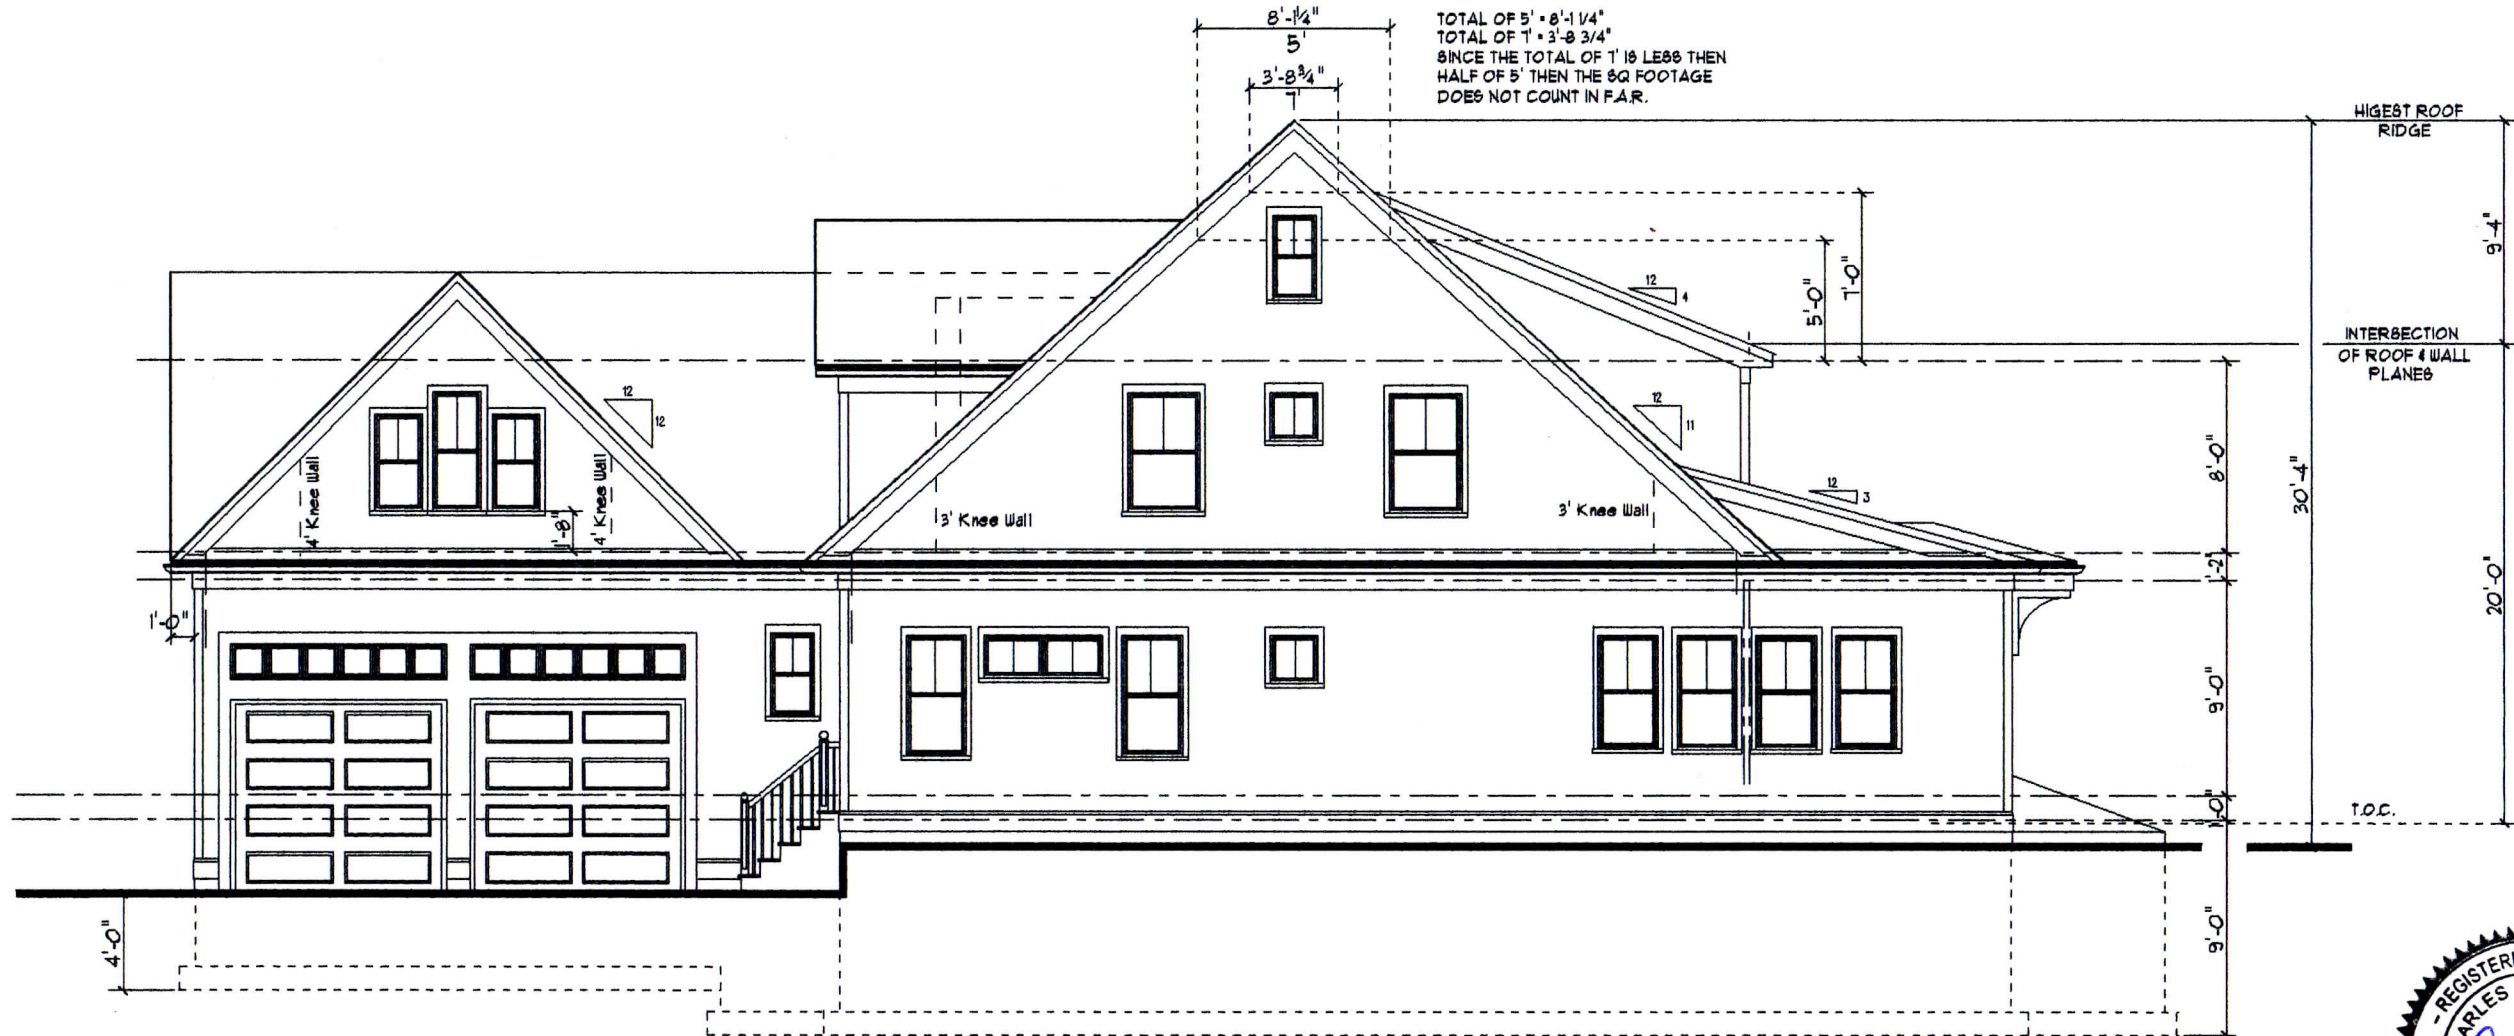 8'-1¼"
5'
3'-8¾"
7'
TOTAL OF 5' = 8'-1 1/4"
TOTAL OF 7' = 3'-8 3/4"
SINCE THE TOTAL OF 7' IS LESS THEN
HALF OF 5' THEN THE SQ FOOTAGE
DOES NOT COUNT IN F.A.R.
HIGEST ROOF
RIDGE
9'-4"
7'-0"
5'-0"
12
4
INTERSECTION
OF ROOF & WALL
PLANES
12
12
12
11
8'-0"
30'-4"
4' Knee Wall
1'-8"
4' Knee Wall
3' Knee Wall
3' Knee Wall
12
3
1'-2"
20'-0"
1'-0"
9'-0"
1'-0"
T.O.C.
4'-0"
9'-0"